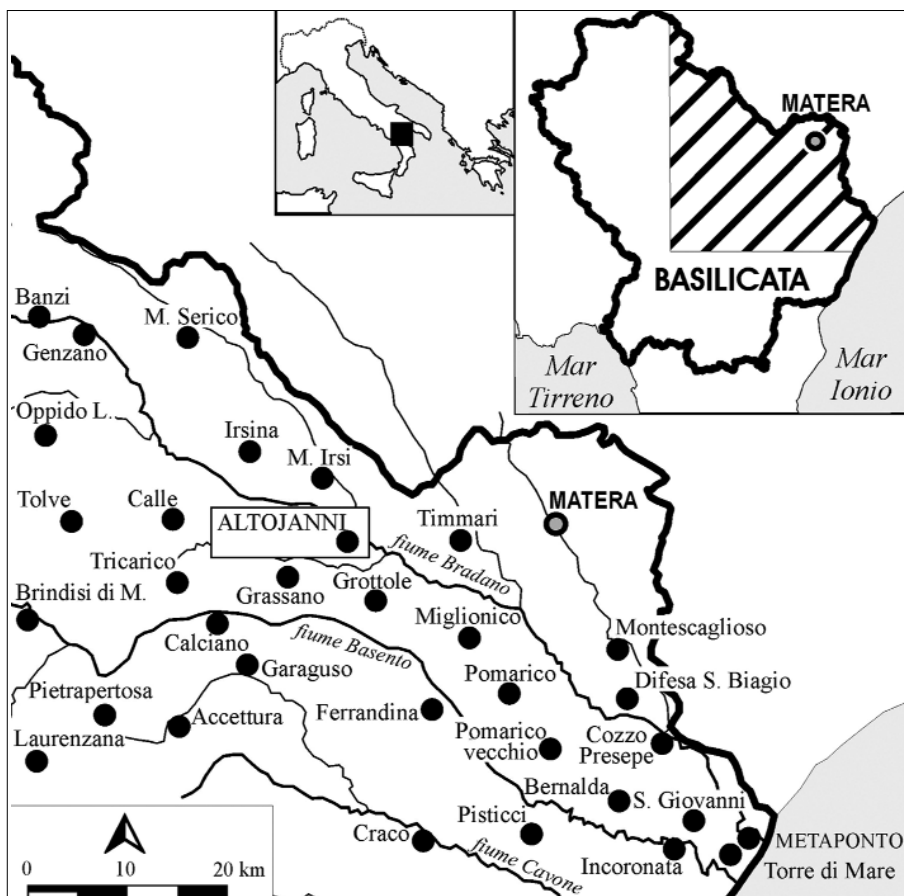 MATERA
BASILICATA
Mar
Tirreno
Mar
Ionio
Banzi
Genzano
M. Serico
Oppido L.
Irsina
M. Irsi
Tolve
Calle
ALTOJANNI
Timmari
MATERA
fiume Bradano
Tricarico
Grassano
Grottole
Brindisi di M.
Calciano
fiume Basento
Miglionico
Montescaglioso
Garaguso
Pomarico
Difesa S. Biagio
Pietrapertosa
Accettura
Ferrandina
Laurenzana
Pomarico
vecchio
Cozzo
Presepe
Bernalda
S. Giovanni
Pisticci
Craco
fiume Cavone
Incoronata
METAPONTO
Torre di Mare
0 10 20 km